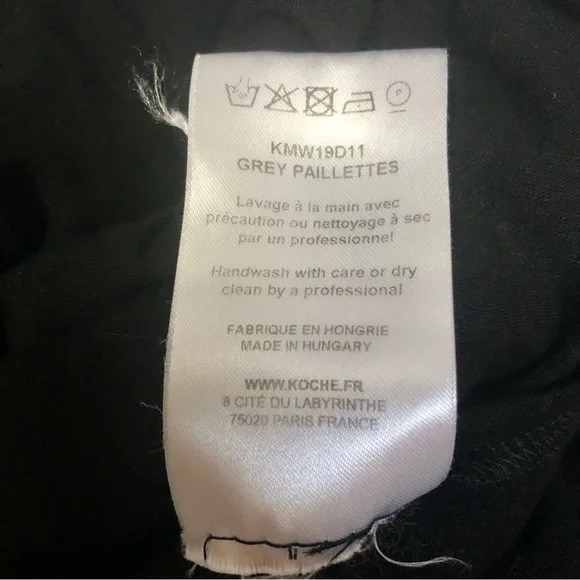 KMW19D11
GREY PAILLETTES
Lavage à la main avec
précaution ou nettoyage à sec
par un professionnel
Handwash with care or dry
clean by a professional
FABRIQUE EN HONGRIE
MADE IN HUNGARY
WWW.KOCHE.FR
8 CITÉ DU LABYRINTHE
75020 PARIS FRANCE